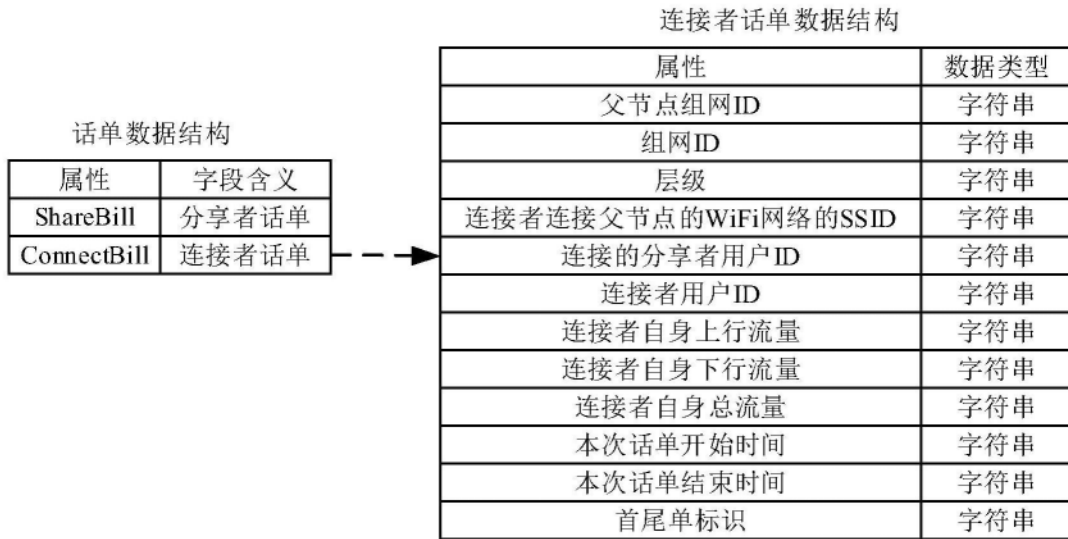 连接者话单数据结构
属性 数据类型
父节点组网ID 字符串
组网ID 字符串
层级 字符串
连接者连接父节点的WiFi网络的SSID 字符串
连接的分享者用户ID 字符串
连接者用户ID 字符串
连接者自身上行流量 字符串
连接者自身下行流量 字符串
连接者自身总流量 字符串
本次话单开始时间 字符串
本次话单结束时间 字符串
首尾单标识 字符串
话单数据结构
属性 字段含义
ShareBill 分享者话单
ConnectBill 连接者话单